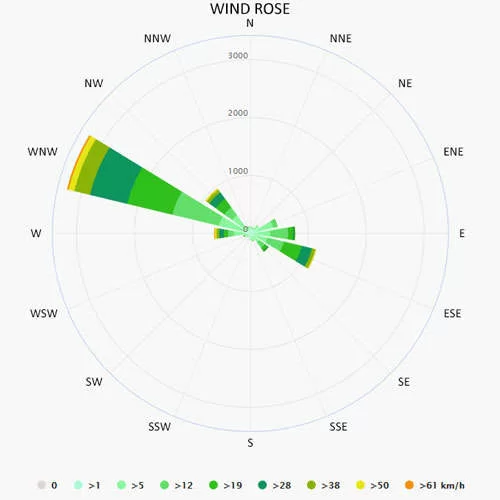 WIND ROSE
N
NNW
NNE
3000
NW
NE
2000
WNW
ENE
1000
W
0
E
WSW
ESE
SW
SE
SSW
SSE
S
0 >1 >5 >12 >19 >28 >38 >50 >61 km/h